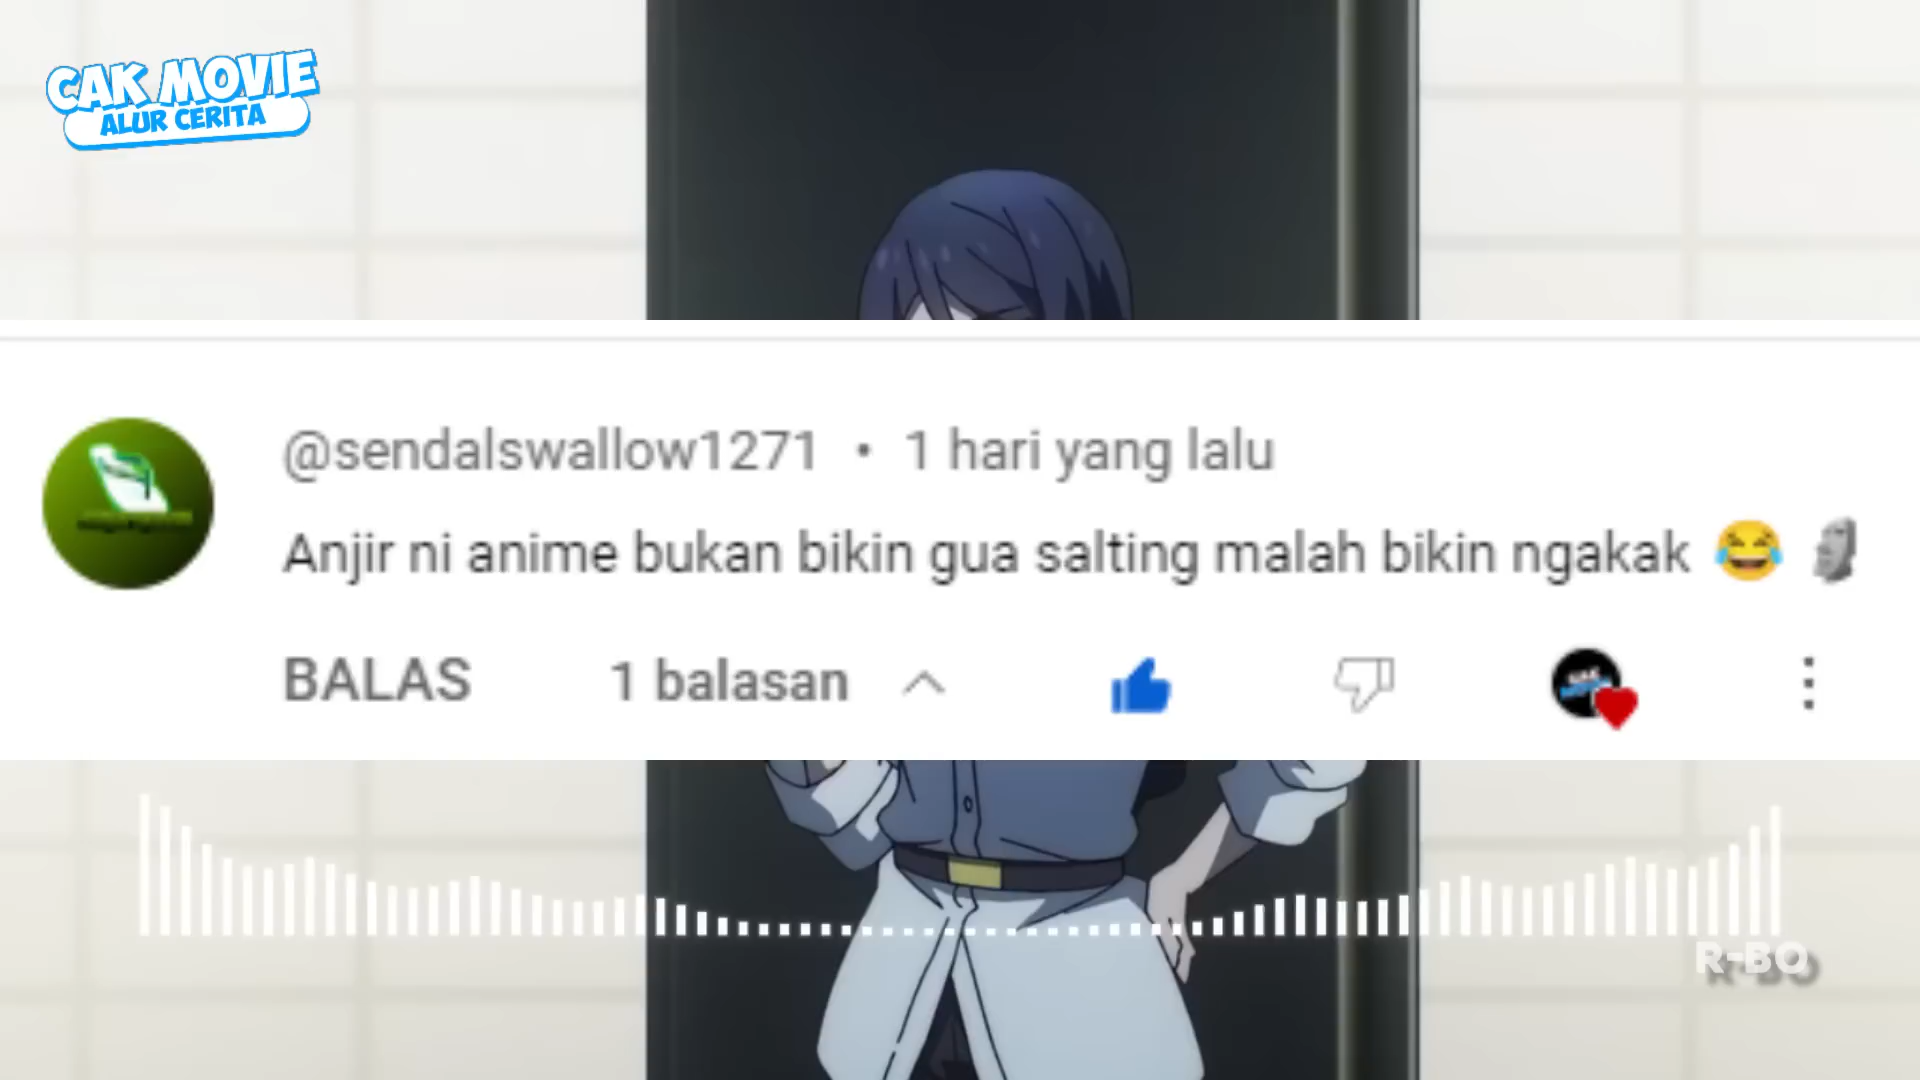 CAK MOVIE
ALUR CERITA
@sendalswallow1271 • 1 hari yang lalu
Anjir ni anime bukan bikin gua salting malah bikin ngakak 😂 🗿
BALAS 1 balasan
R-BO